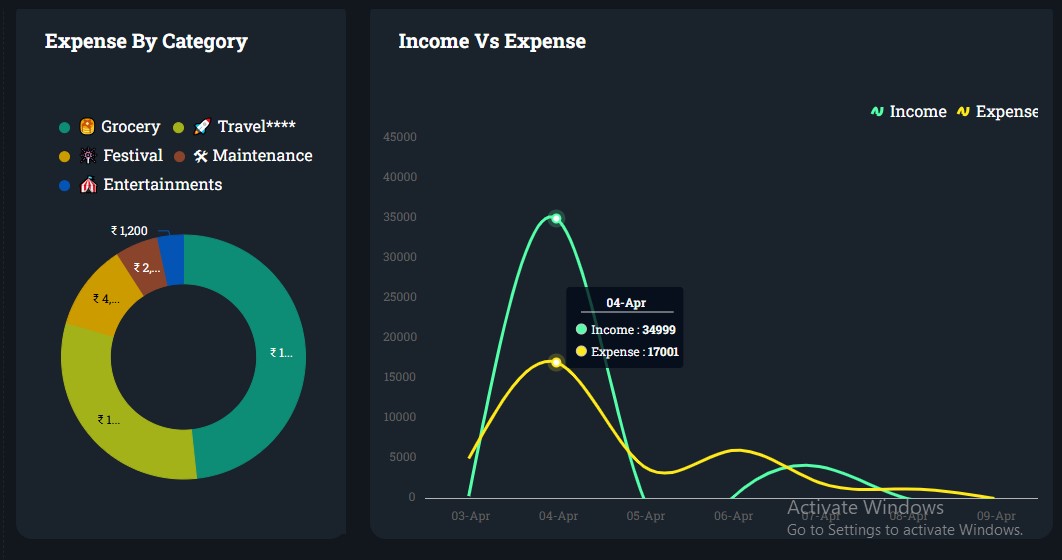 Expense By Category
Grocery Travel****
Festival Maintenance
Entertainments
₹ 1,200
₹ 2,...
₹ 4,...
₹ 1...
₹ 1...
Income Vs Expense
Income Expense
45000
40000
35000
30000
25000
20000
15000
10000
5000
0
04-Apr
Income : 34999
Expense : 17001
03-Apr 04-Apr 05-Apr 06-Apr 07-Apr 08-Apr 09-Apr
Activate Windows
Go to Settings to activate Windows.